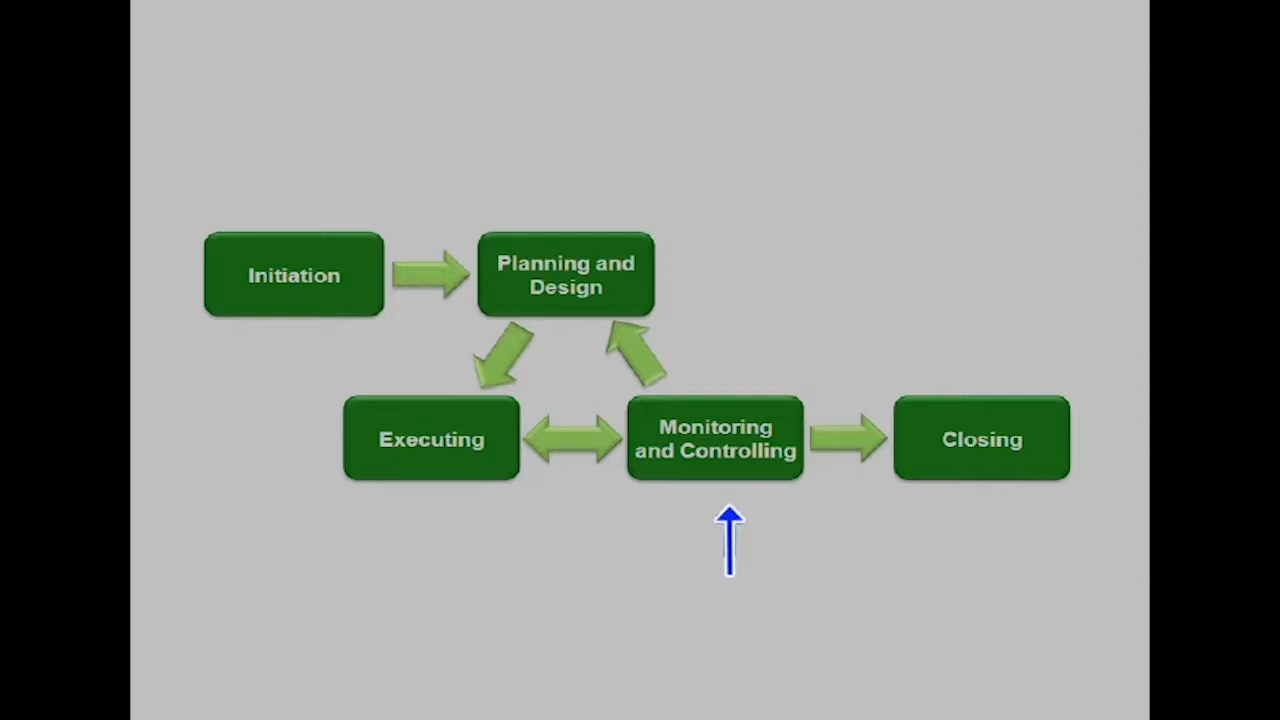 Initiation
Planning and
Design
Executing
Monitoring
and Controlling
Closing